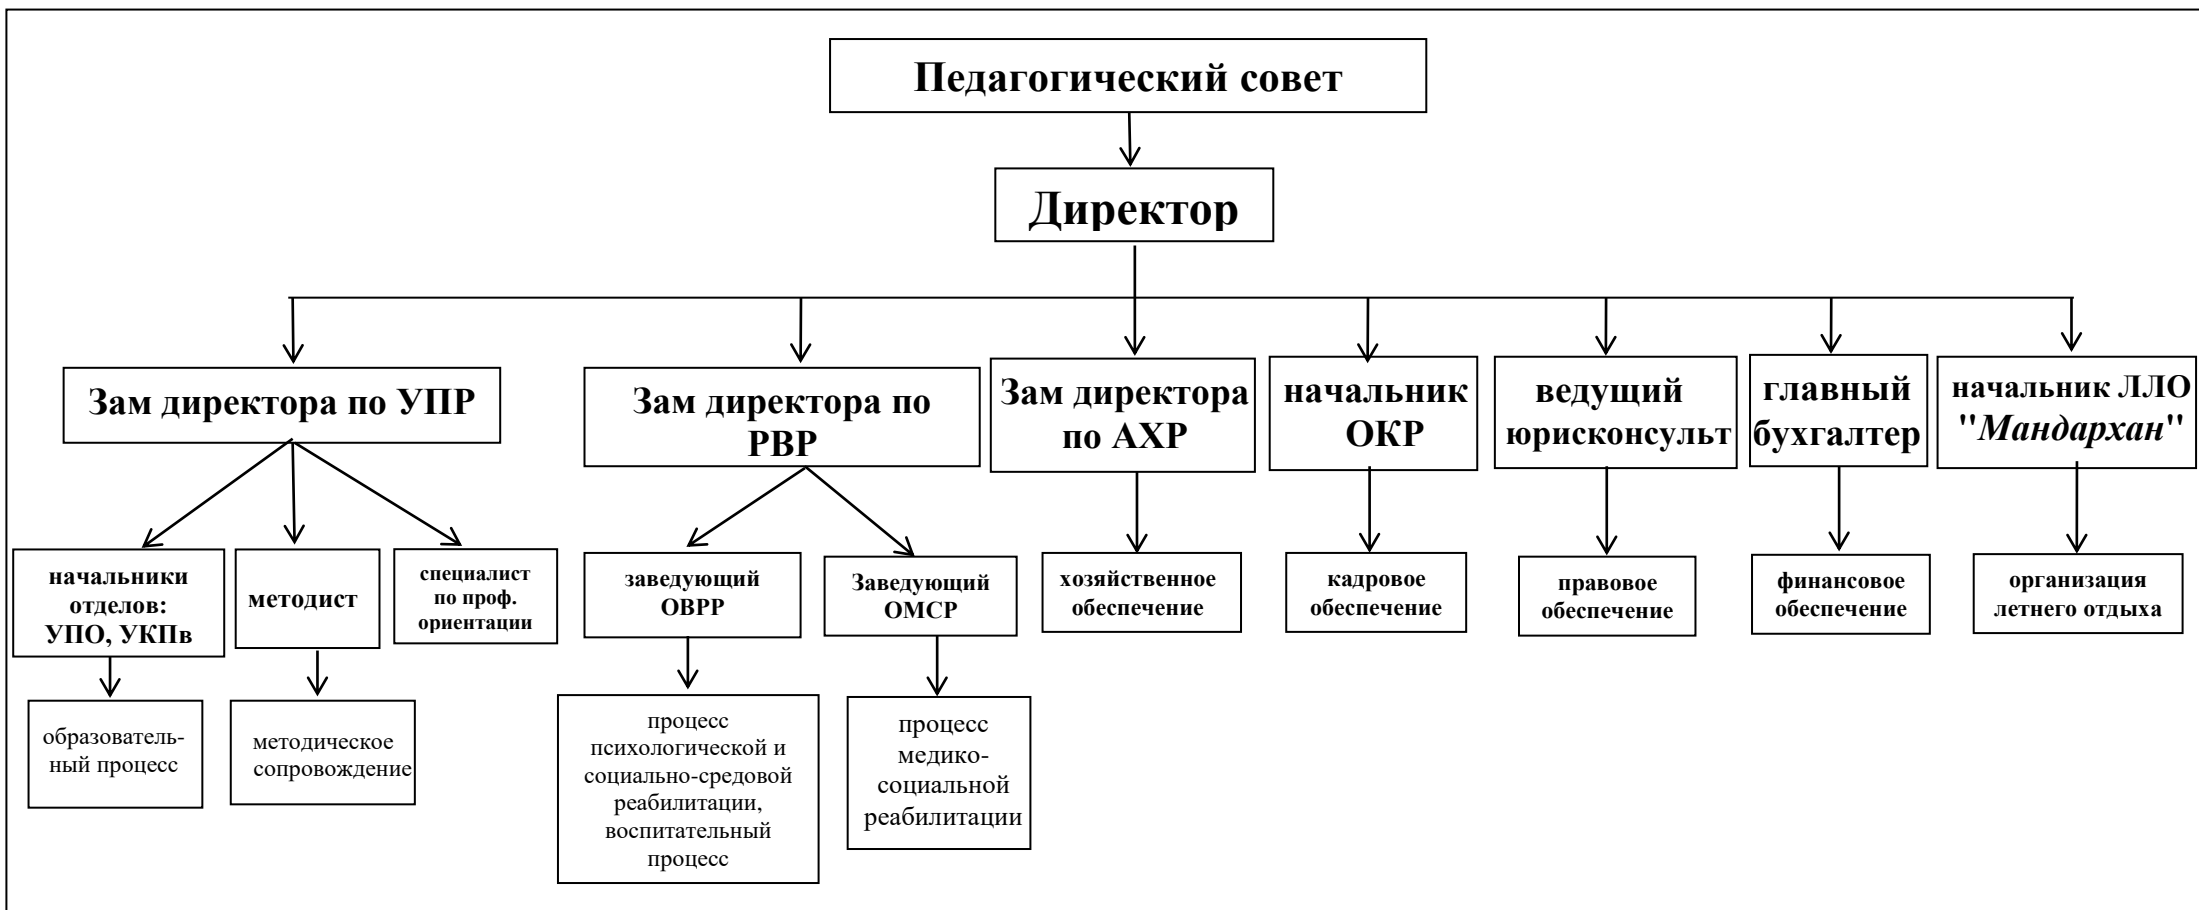 Педагогический совет
Директор
Зам директора по УПР
Зам директора по
РВР
Зам директора
по АХР
начальник
ОКР
ведущий
юрисконсульт
главный
бухгалтер
начальник ЛЛО
"Мандархан"
начальники
отделов:
УПО, УКПв
методист
специалист
по проф.
ориентации
заведующий
ОВРР
Заведующий
ОМСР
хозяйственное
обеспечение
кадровое
обеспечение
правовое
обеспечение
финансовое
обеспечение
организация
летнего отдыха
образователь-
ный процесс
методическое
сопровождение
процесс
психологической и
социально-средовой
реабилитации,
воспитательный
процесс
процесс
медико-
социальной
реабилитации